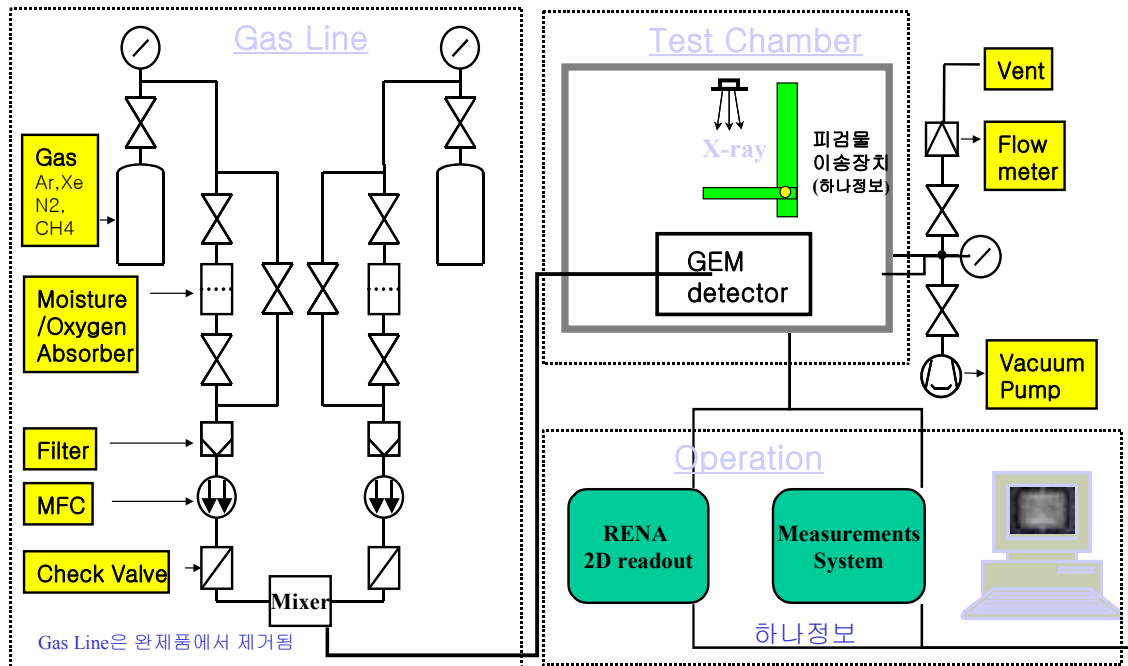 Gas Line
Gas
Ar,Xe
N2,
CH4
Moisture
/Oxygen
Absorber
Filter
MFC
Check Valve
Mixer
Gas Line은 완제품에서 제거됨
Test Chamber
X-ray
피검물
이송장치
(하나정보)
GEM
detector
Vent
Flow
meter
Vacuum
Pump
Operation
RENA
2D readout
Measurements
System
하나정보